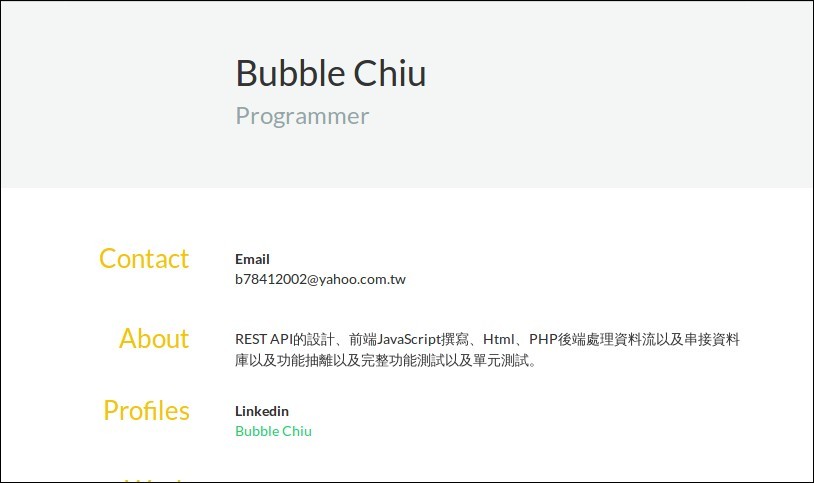 Bubble Chiu
Programmer
Contact
Email
b78412002@yahoo.com.tw
About
REST API的設計、前端JavaScript撰寫、Html、PHP後端處理資料流以及串接資料
庫以及功能抽離以及完整功能測試以及單元測試。
Profiles
Linkedin
Bubble Chiu